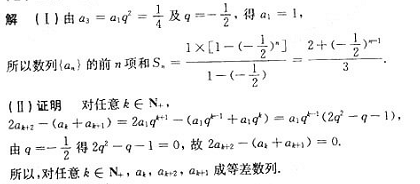 解 (Ⅰ)由 a₃ = a₁q² = 1/4 及 q = -1/2, 得 a₁ = 1,
所以数列{aₙ}的前 n 项和 Sₙ = 1×[1-(-1/2)ⁿ] / 1-(-1/2) = 2+(-1/2)ⁿ⁻¹ / 3.
(Ⅱ)证明 对任意 k∈N₊,
2aₖ₊₂-(aₖ+aₖ₊₁) = 2a₁qᵏ⁺¹-(a₁qᵏ⁻¹+a₁qᵏ) = a₁qᵏ⁻¹(2q²-q-1),
由 q = -1/2 得 2q²-q-1 = 0, 故 2aₖ₊₂-(aₖ+aₖ₊₁) = 0.
所以,对任意 k∈N₊, aₖ, aₖ₊₂, aₖ₊₁ 成等差数列.